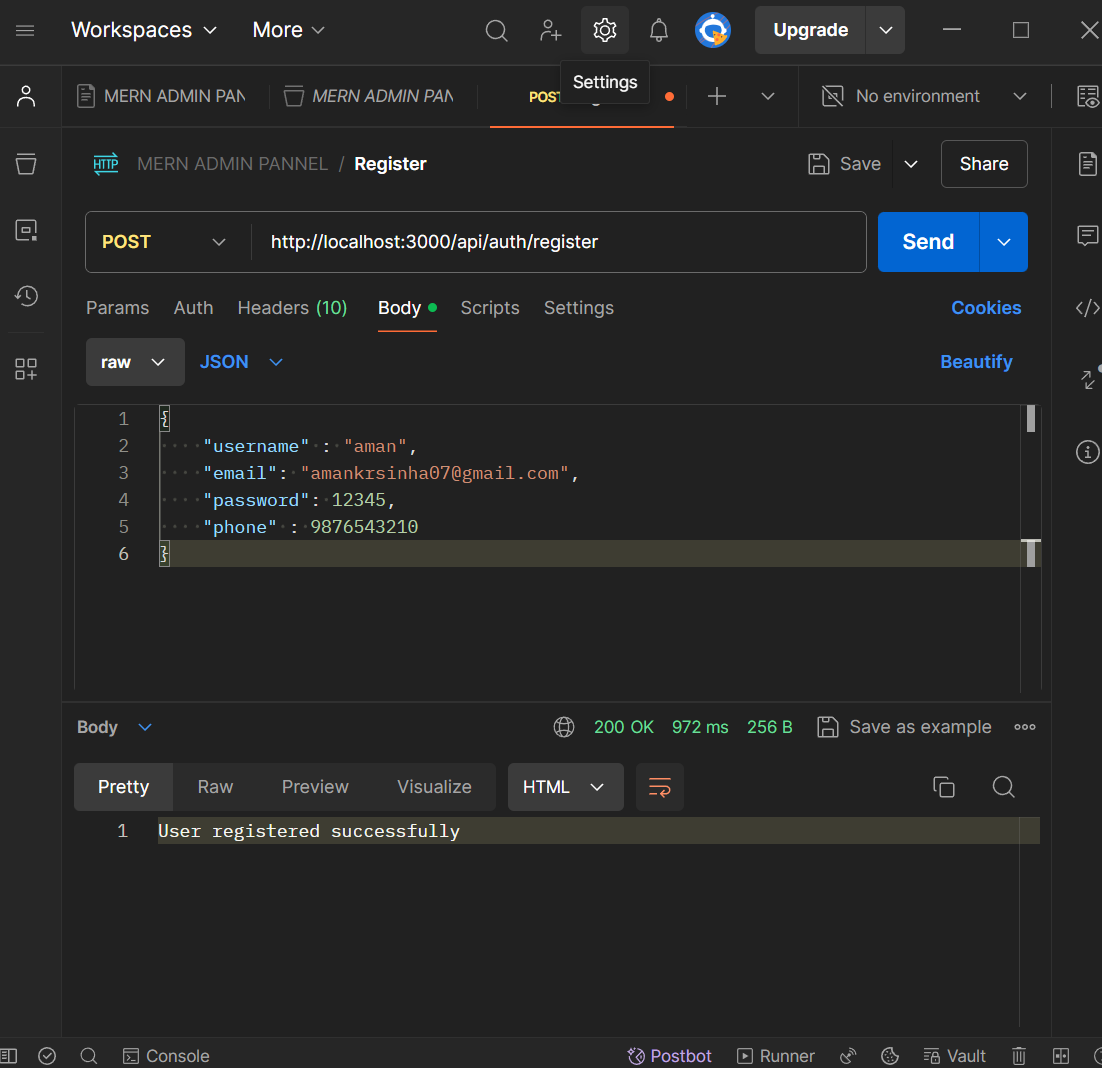 Workspaces More Upgrade
Settings
MERN ADMIN PAN MERN ADMIN PAN POST No environment
HTTP MERN ADMIN PANNEL / Register Save Share
POST http://localhost:3000/api/auth/register Send
Params Auth Headers (10) Body Scripts Settings Cookies
raw JSON Beautify
1 {
2 "username" : "aman",
3 "email": "amankrsinha07@gmail.com",
4 "password": 12345,
5 "phone" : 9876543210
6 }
Body 200 OK 972 ms 256 B Save as example
Pretty Raw Preview Visualize HTML
1 User registered successfully
Console Postbot Runner Vault